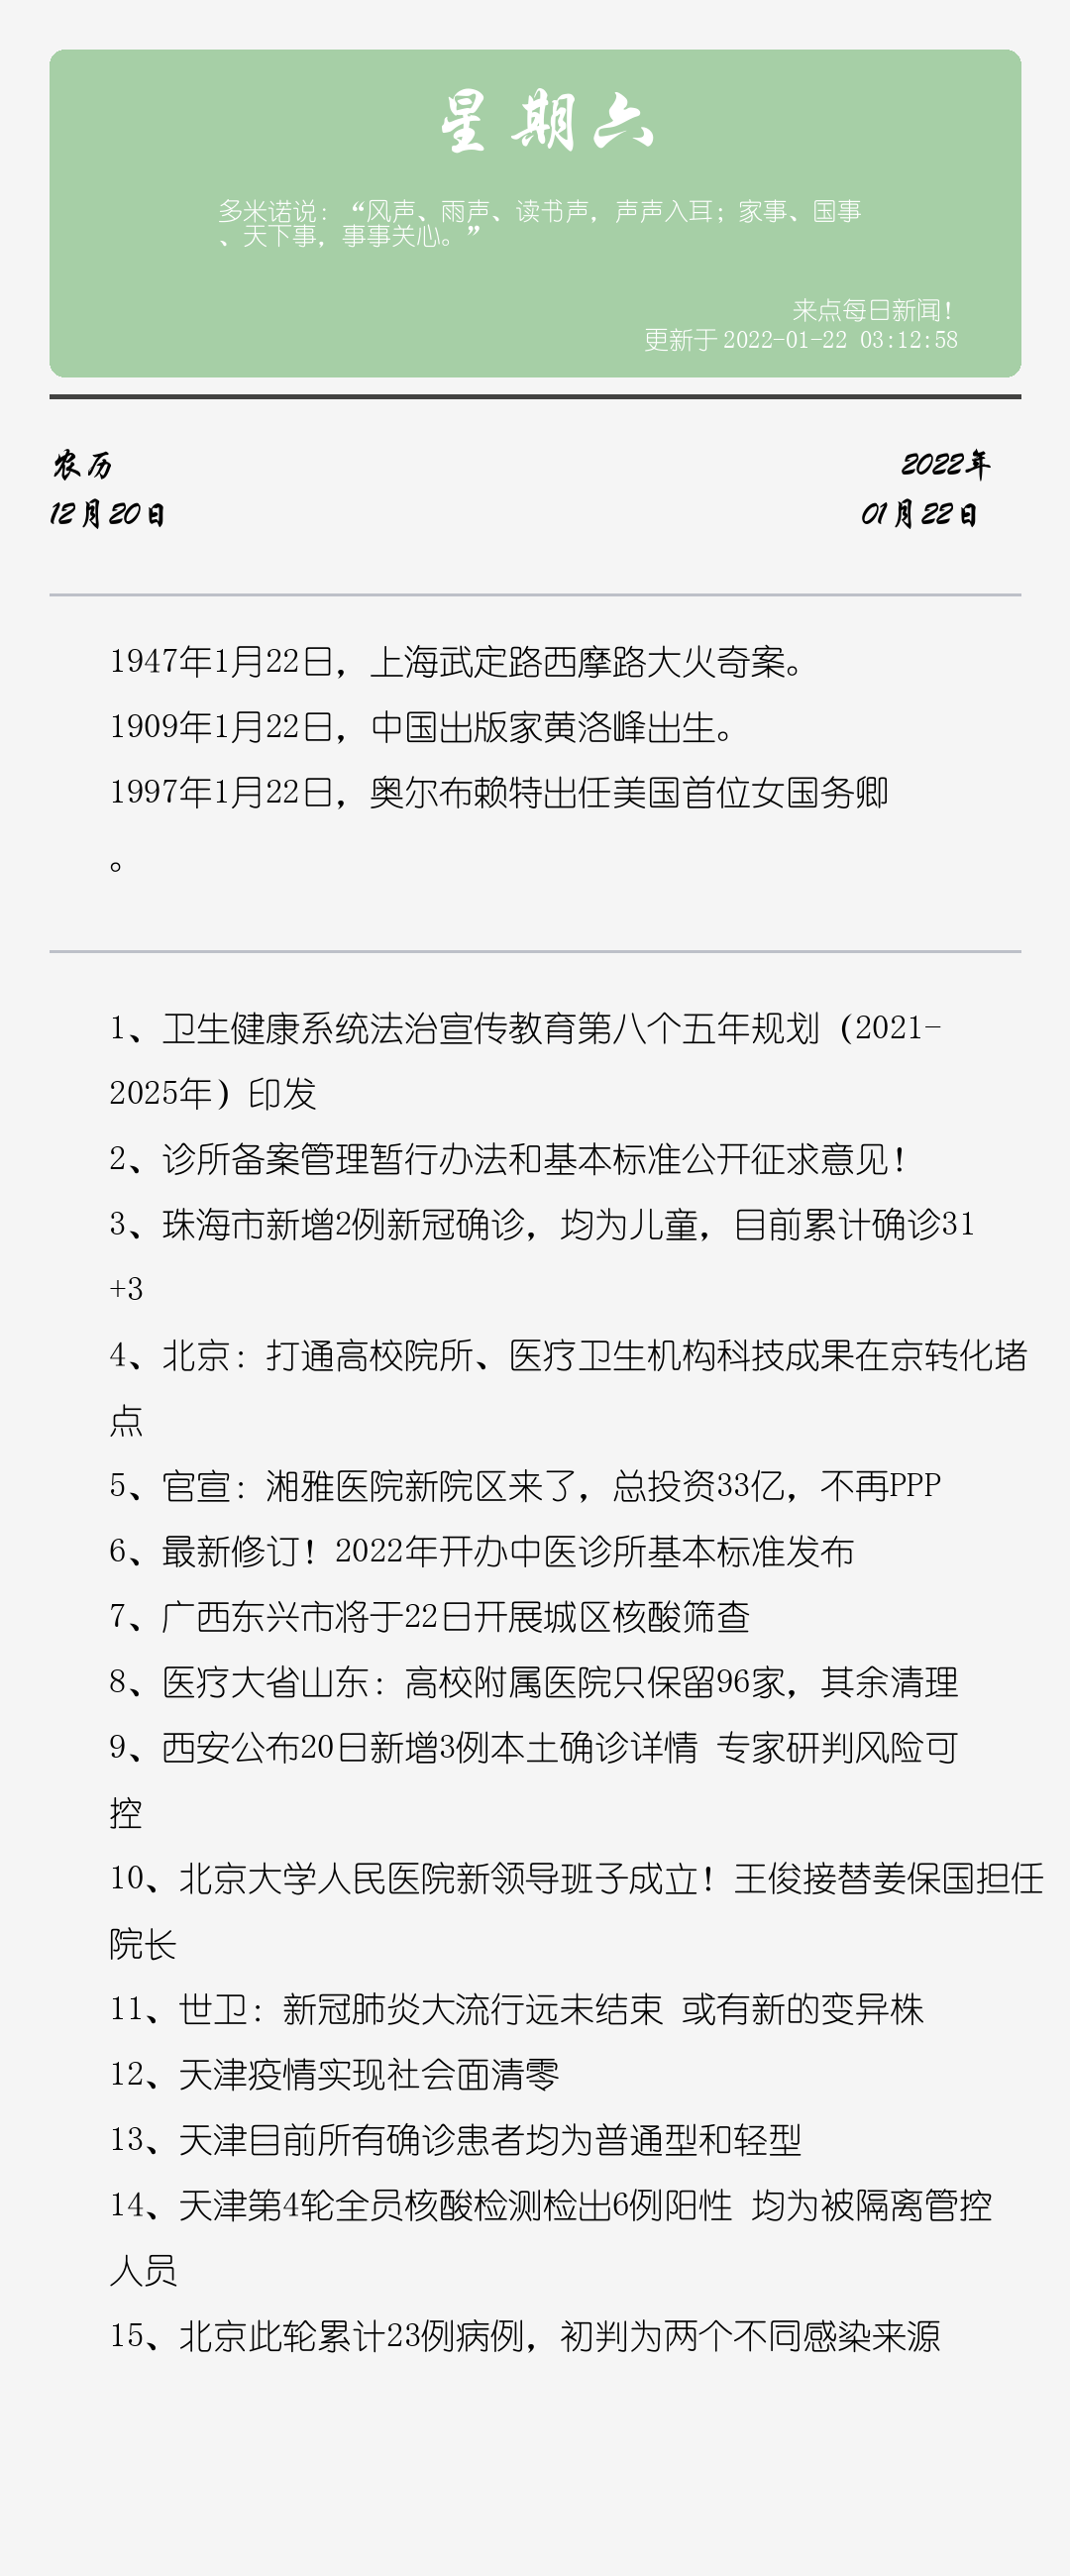 星期六
多米诺说：“风声、雨声、读书声，声声入耳；家事、国事
、天下事，事事关心。”
来点每日新闻！
更新于 2022-01-22 03:12:58
农历
2022年
12月20日
01月22日
1947年1月22日，上海武定路西摩路大火奇案。
1909年1月22日，中国出版家黄洛峰出生。
1997年1月22日，奥尔布赖特出任美国首位女国务卿
。
1、卫生健康系统法治宣传教育第八个五年规划（2021-
2025年）印发
2、诊所备案管理暂行办法和基本标准公开征求意见！
3、珠海市新增2例新冠确诊，均为儿童，目前累计确诊31
+3
4、北京：打通高校院所、医疗卫生机构科技成果在京转化堵
点
5、官宣：湘雅医院新院区来了，总投资33亿，不再PPP
6、最新修订！2022年开办中医诊所基本标准发布
7、广西东兴市将于22日开展城区核酸筛查
8、医疗大省山东：高校附属医院只保留96家，其余清理
9、西安公布20日新增3例本土确诊详情 专家研判风险可
控
10、北京大学人民医院新领导班子成立！王俊接替姜保国担任
院长
11、世卫：新冠肺炎大流行远未结束 或有新的变异株
12、天津疫情实现社会面清零
13、天津目前所有确诊患者均为普通型和轻型
14、天津第4轮全员核酸检测检出6例阳性 均为被隔离管控
人员
15、北京此轮累计23例病例，初判为两个不同感染来源